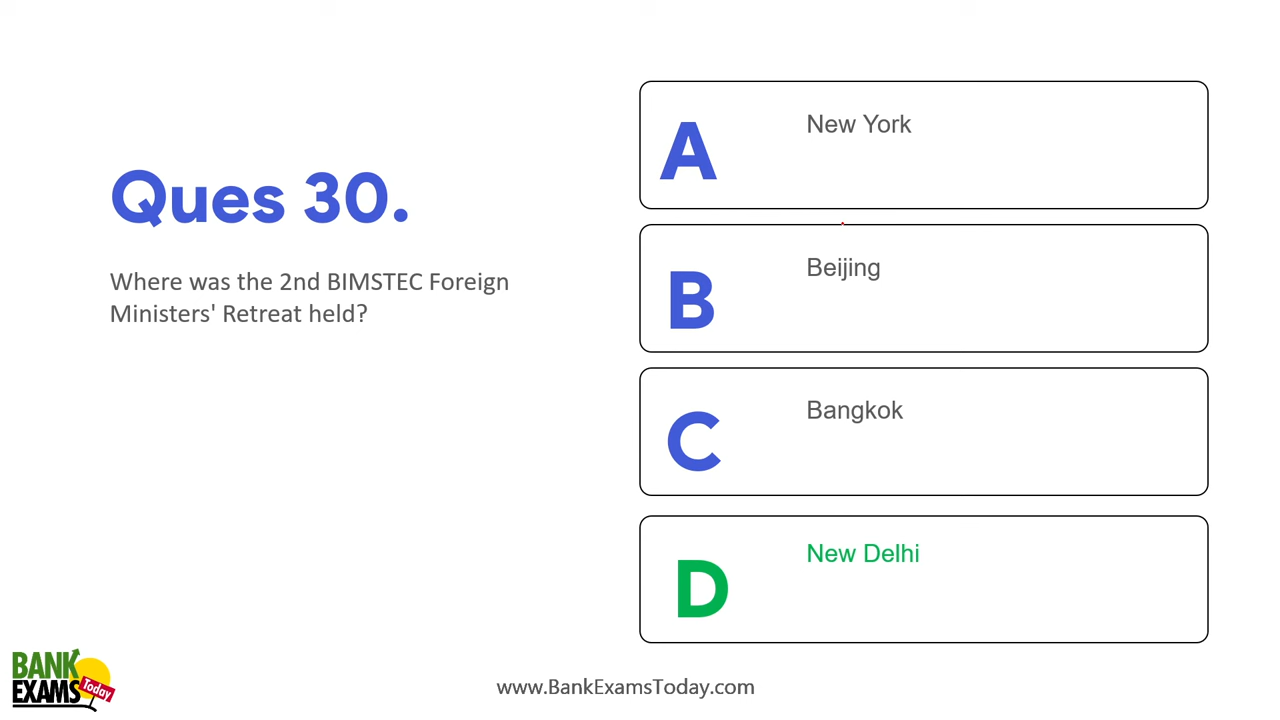 Ques 30.
Where was the 2nd BIMSTEC Foreign
Ministers' Retreat held?
A
New York
B
Beijing
C
Bangkok
D
New Delhi
BANK
EXAMS
Today
www.BankExamsToday.com